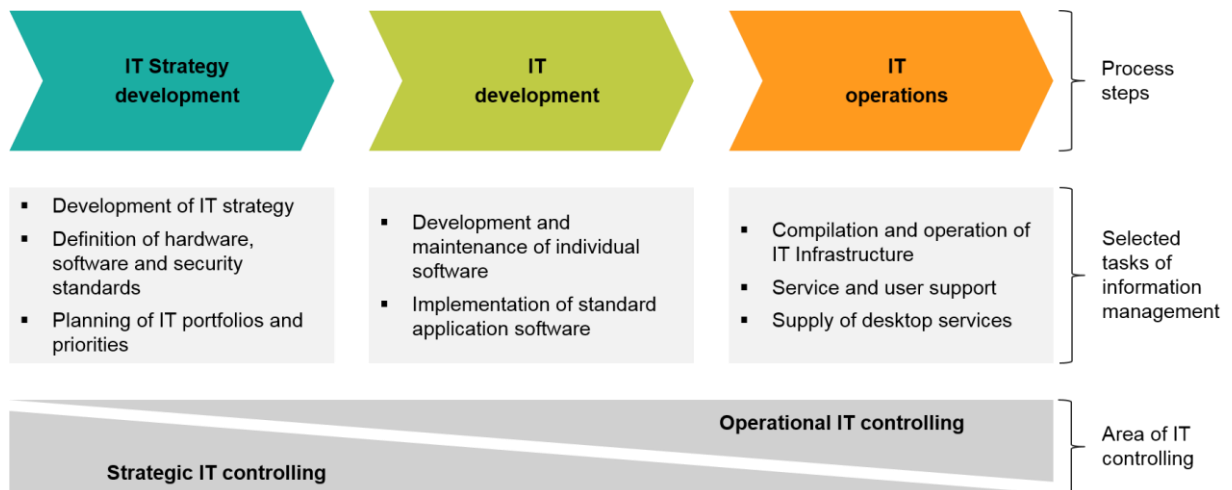 IT Strategy
development
IT
development
IT
operations
Process
steps
▪ Development of IT strategy
▪ Definition of hardware,
software and security
standards
▪ Planning of IT portfolios and
priorities
▪ Development and
maintenance of individual
software
▪ Implementation of standard
application software
▪ Compilation and operation of
IT Infrastructure
▪ Service and user support
▪ Supply of desktop services
Selected
tasks of
information
management
Operational IT controlling
Strategic IT controlling
Area of IT
controlling